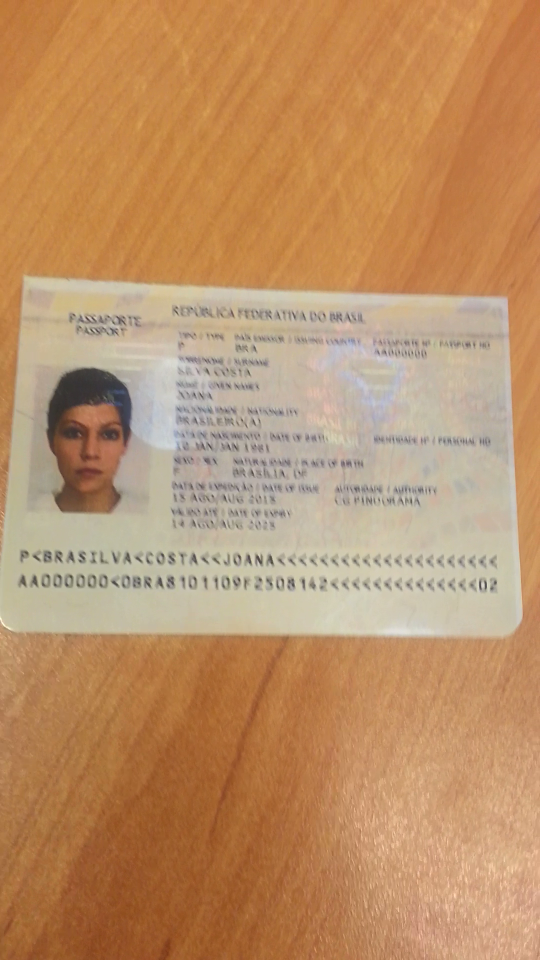 PASSAPORTE
PASSPORT
REPÚBLICA FEDERATIVA DO BRASIL
TIPO / TYPE PAÍS EMISSOR / ISSUING COUNTRY PASSAPORTE Nº / PASSPORT NO
P BRA AA000000
SOBRENOME / SURNAME
SILVA COSTA
NOME / GIVEN NAMES
JOANA
NACIONALIDADE / NATIONALITY
BRASILEIRO(A)
DATA DE NASCIMENTO / DATE OF BIRTH IDENTIDADE Nº / PERSONAL NO
10 JAN/JAN 1981
SEXO / SEX NATURALIDADE / PLACE OF BIRTH
F BRASÍLIA, DF
DATA DE EXPEDIÇÃO / DATE OF ISSUE AUTORIDADE / AUTHORITY
15 AGO/AUG 2015 CG PINDORAMA
VÁLIDO ATÉ / DATE OF EXPIRY
14 AGO/AUG 2025
P<BRASILVA<COSTA<<JOANA<<<<<<<<<<<<<<<<<<<<<
AA000000<0BRA8101109F2508142<<<<<<<<<<<<<<02